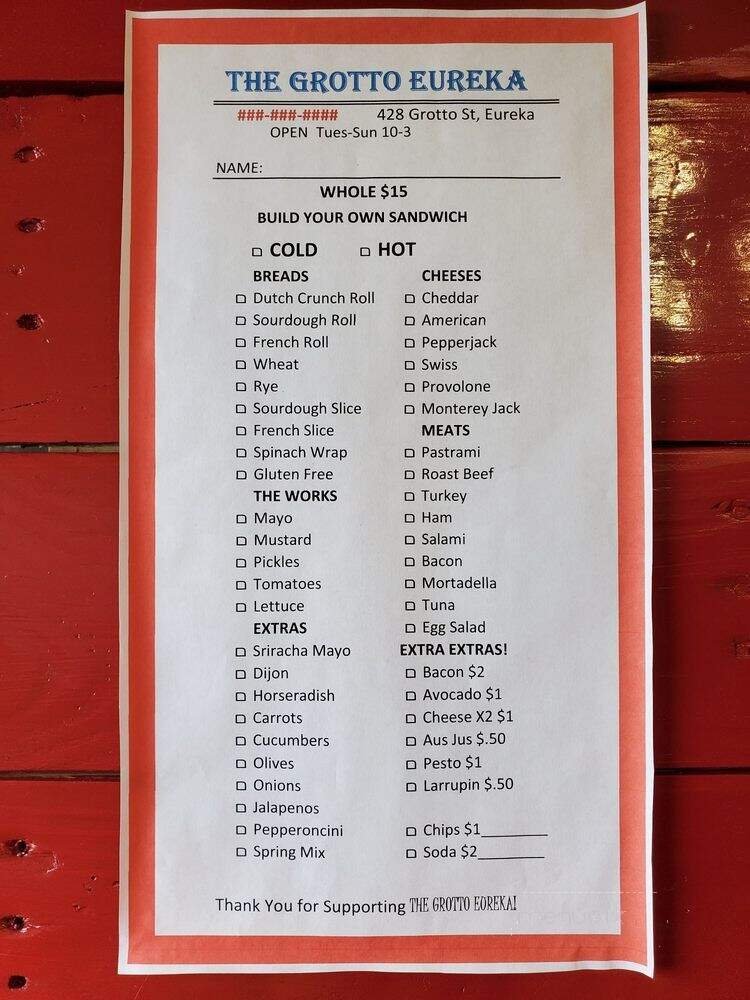 THE GROTTO EUREKA
###-###-#### 428 Grotto St, Eureka
OPEN Tues-Sun 10-3
NAME:
WHOLE $15
BUILD YOUR OWN SANDWICH
COLD HOT
BREADS
Dutch Crunch Roll
Sourdough Roll
French Roll
Wheat
Rye
Sourdough Slice
French Slice
Spinach Wrap
Gluten Free
THE WORKS
Mayo
Mustard
Pickles
Tomatoes
Lettuce
EXTRAS
Sriracha Mayo
Dijon
Horseradish
Carrots
Cucumbers
Olives
Onions
Jalapenos
Pepperoncini
Spring Mix
CHEESES
Cheddar
American
Pepperjack
Swiss
Provolone
Monterey Jack
MEATS
Pastrami
Roast Beef
Turkey
Ham
Salami
Bacon
Mortadella
Tuna
Egg Salad
EXTRA EXTRAS!
Bacon $2
Avocado $1
Cheese X2 $1
Aus Jus $.50
Pesto $1
Larrupin $.50
Chips $1________
Soda $2________
Thank You for Supporting THE GROTTO EUREKA!